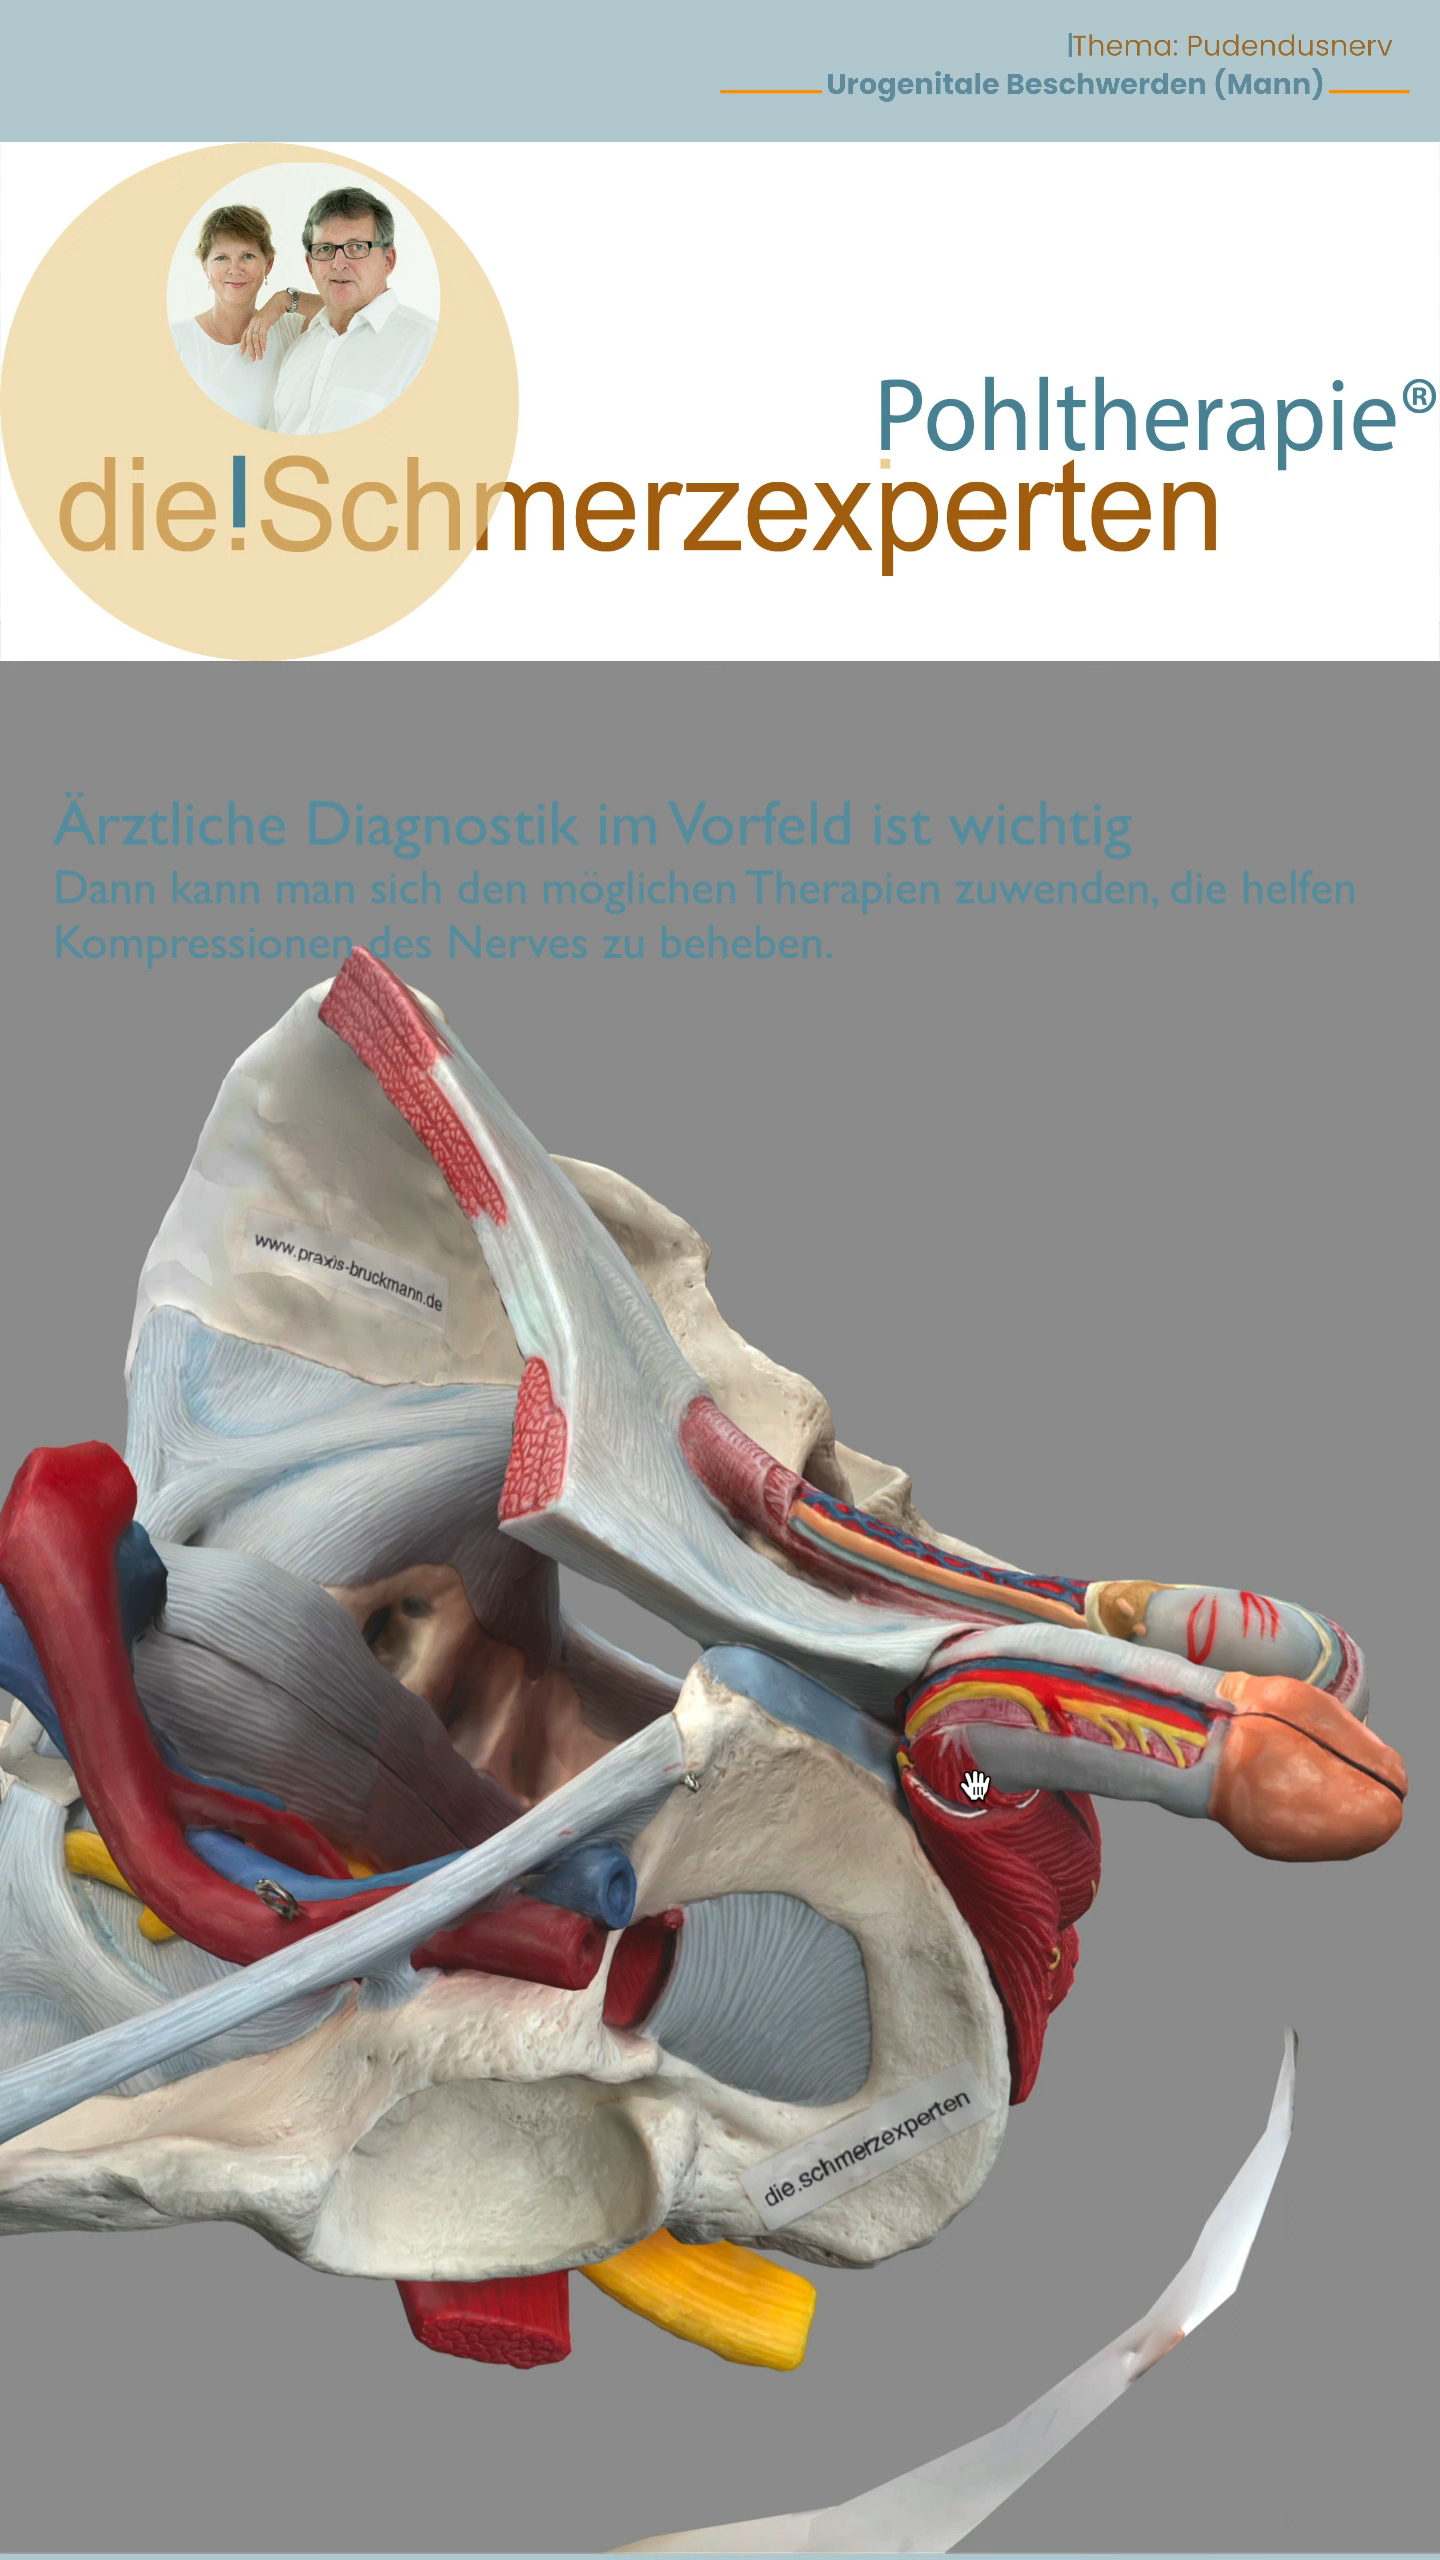 Thema: Pudendusnerv
Urogenitale Beschwerden (Mann)
Pohltherapie®
die!Schmerzexperten
Ärztliche Diagnostik im Vorfeld ist wichtig
Dann kann man sich den möglichen Therapien zuwenden, die helfen
Kompressionen des Nerves zu beheben.
www.praxis-bruckmann.de
die.schmerzexperten